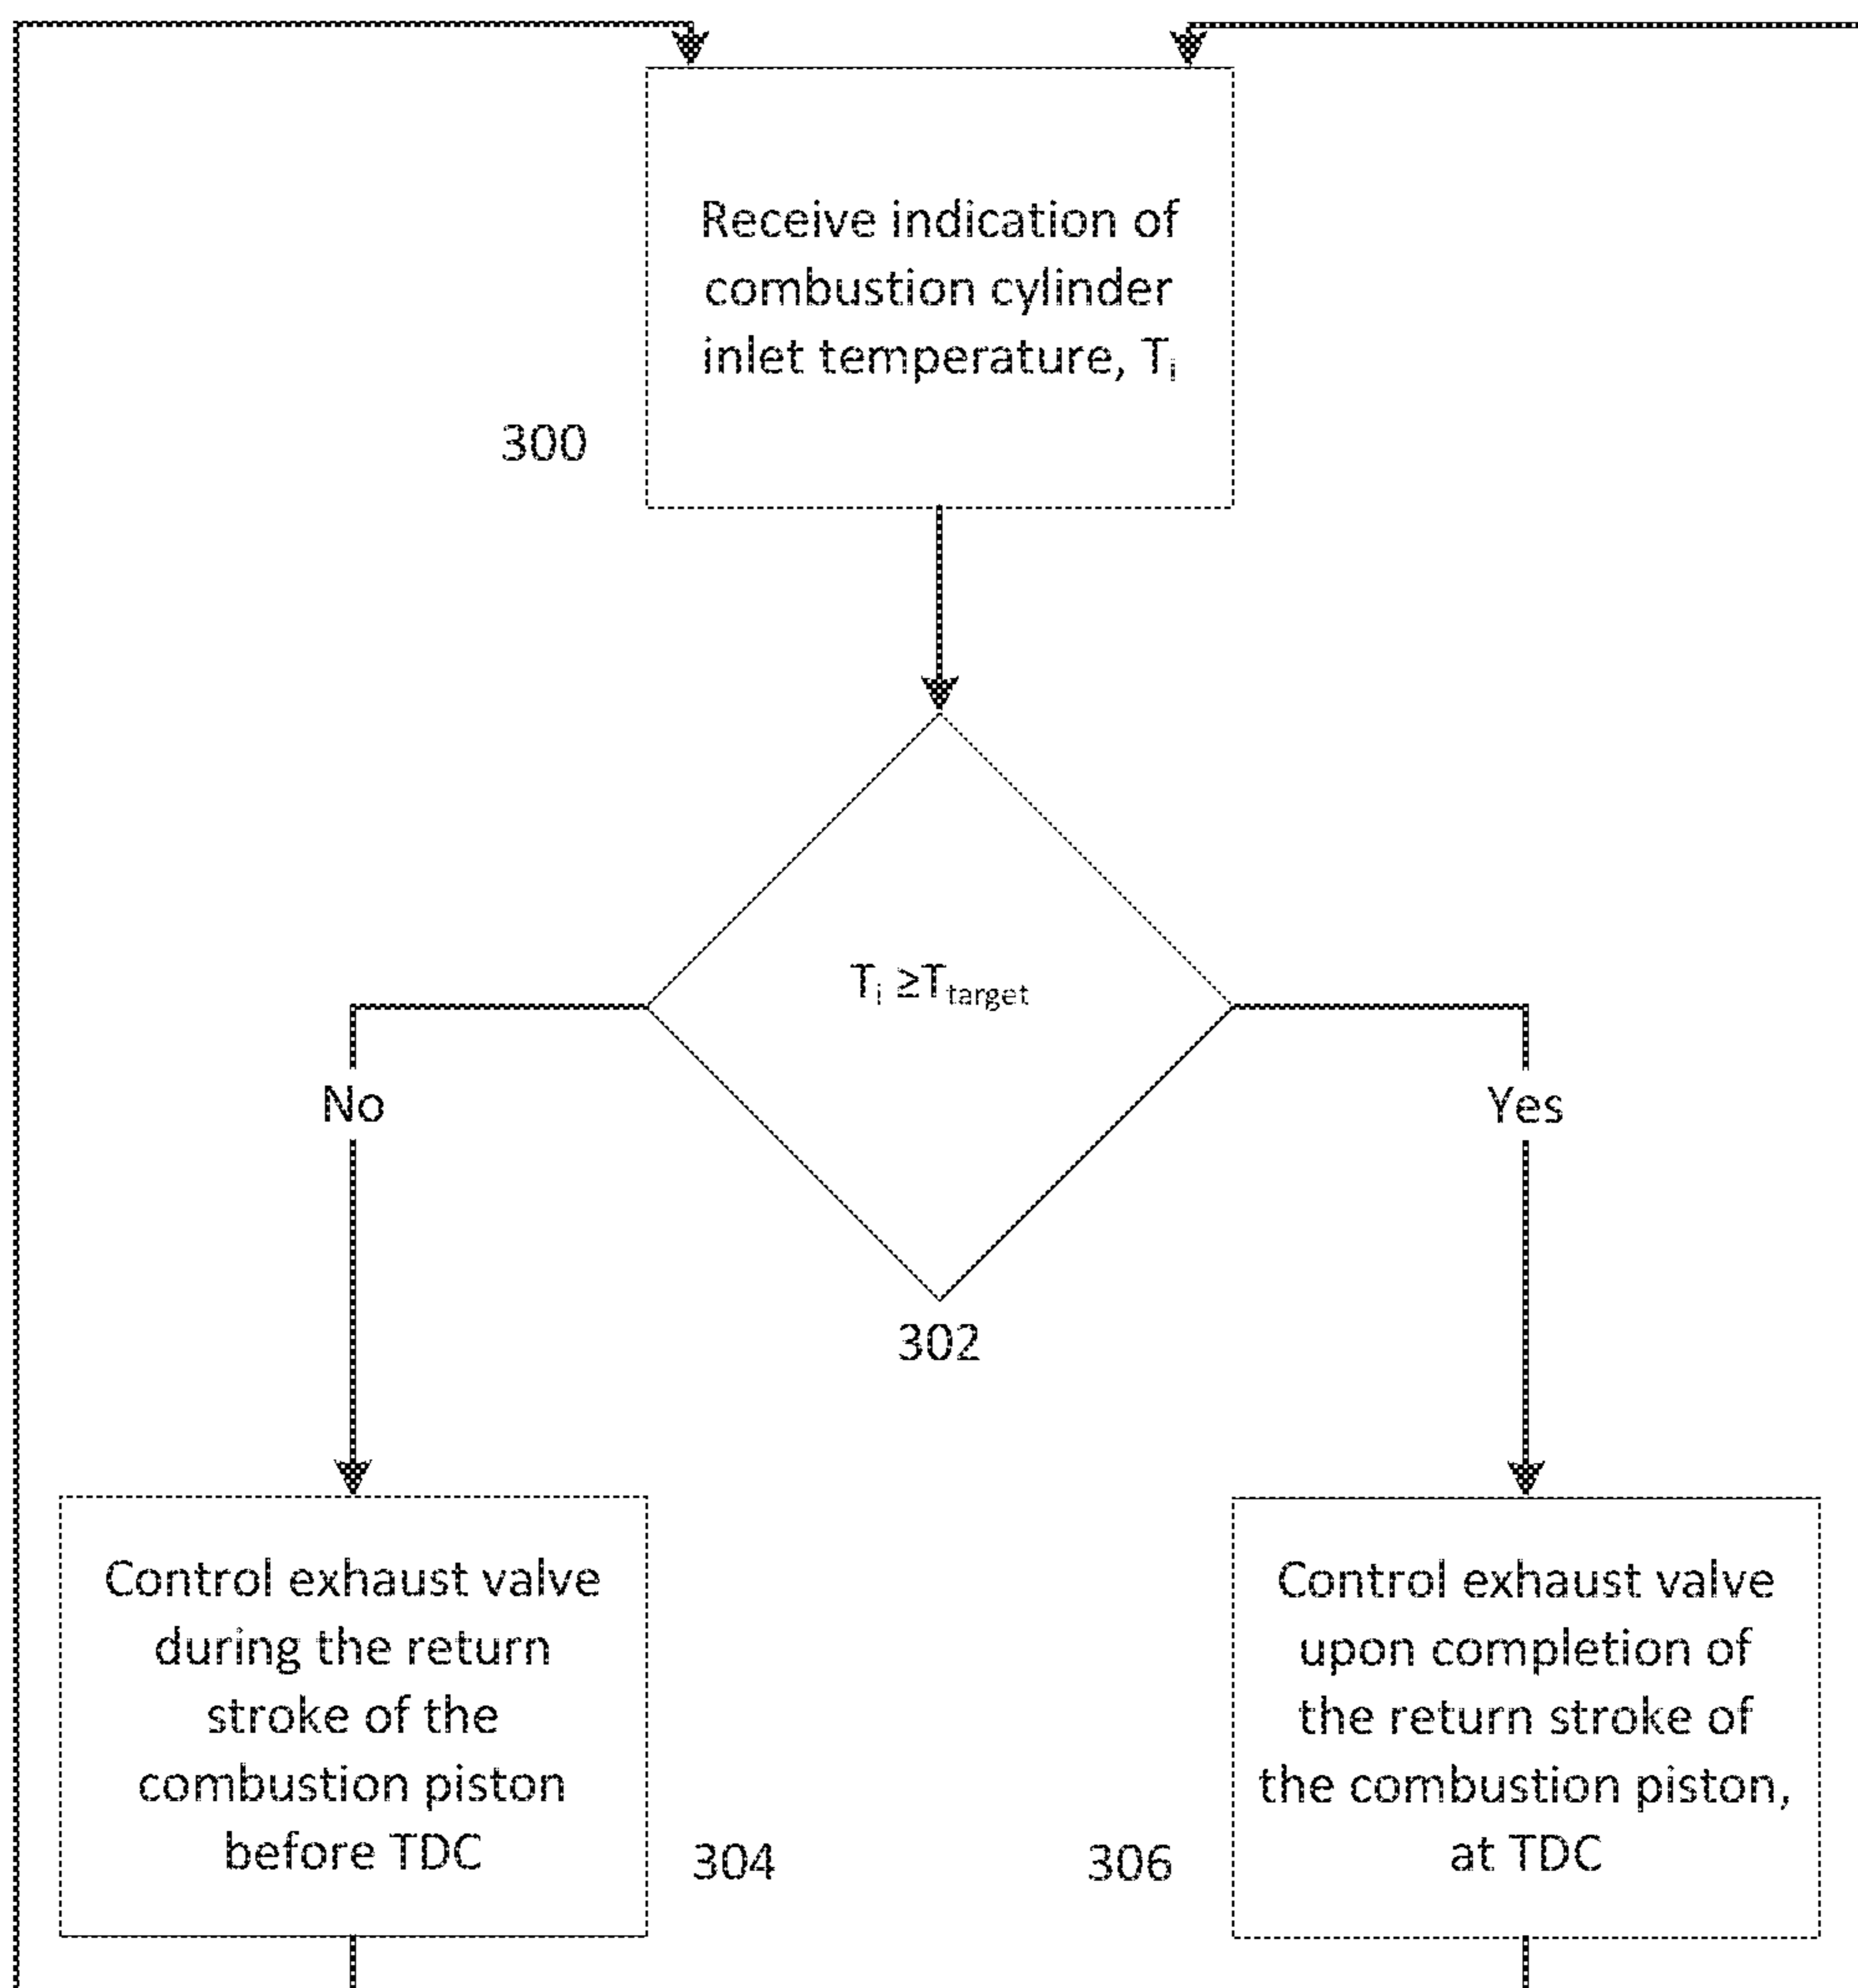 Receive indication of
combustion cylinder
inlet temperature, Tᵢ
300
Tᵢ ≥T_target
No
Yes
302
Control exhaust valve
during the return
stroke of the
combustion piston
before TDC
304
Control exhaust valve
upon completion of
the return stroke of
the combustion piston,
at TDC
306